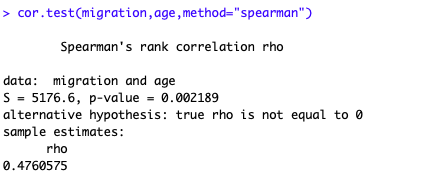 > cor.test(migration,age,method="spearman")
Spearman's rank correlation rho
data:  migration and age
S = 5176.6, p-value = 0.002189
alternative hypothesis: true rho is not equal to 0
sample estimates:
rho
0.4760575